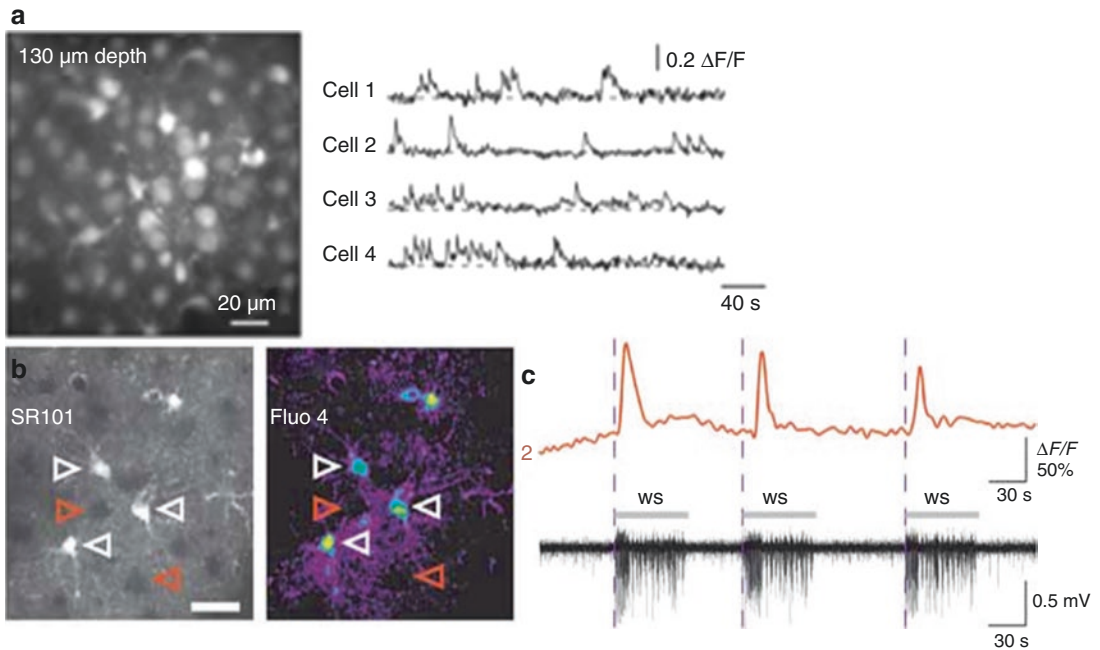 a
130 µm depth
20 µm
0.2 ΔF/F
Cell 1
Cell 2
Cell 3
Cell 4
40 s
b
SR101
Fluo 4
c
2
ΔF/F
50%
30 s
ws ws ws
0.5 mV
30 s